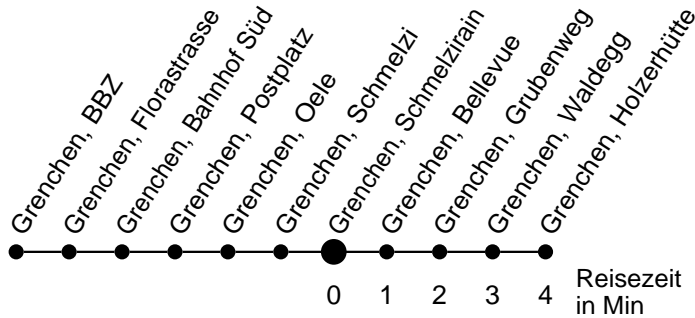 Grenchen, BBZ
Grenchen, Florastrasse
Grenchen, Bahnhof Süd
Grenchen, Postplatz
Grenchen, Oele
Grenchen, Schmelzi
Grenchen, Schmelzirain
Grenchen, Bellevue
Grenchen, Grubenweg
Grenchen, Waldegg
Grenchen, Holzerhütte
0 1 2 3 4 Reisezeit
in Min